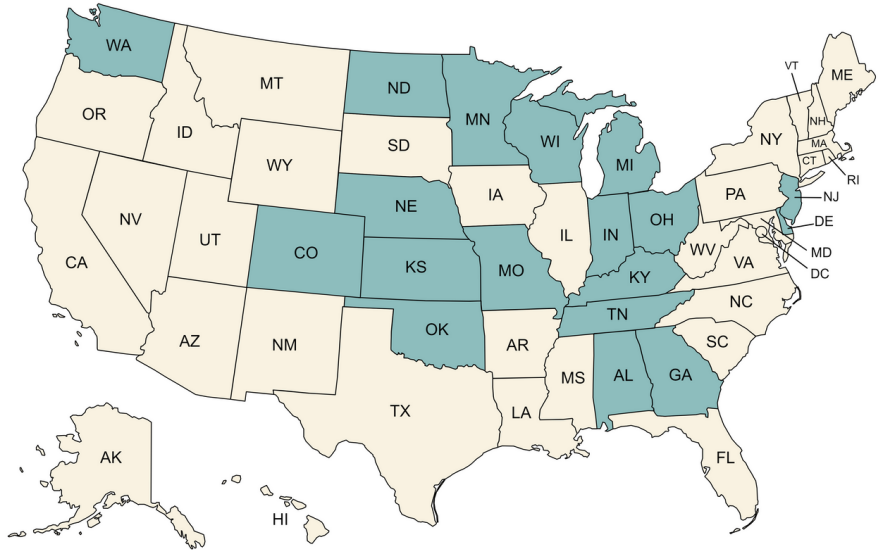 WA
MT
ND
MN
VT
ME
OR
ID
SD
WI
NH
NY
MA
WY
MI
CT
RI
IA
PA
NJ
NE
NV
UT
IL
IN
OH
DE
CO
WV
MD
CA
KS
MO
KY
VA
DC
NC
TN
OK
AZ
NM
AR
SC
MS
AL
GA
TX
LA
AK
FL
HI